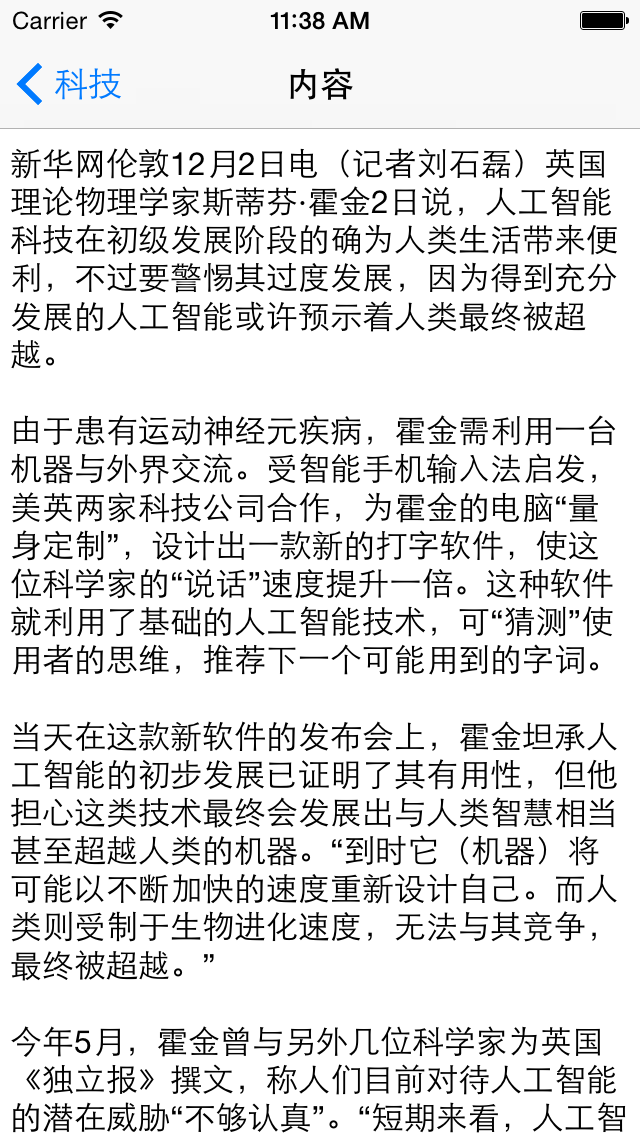 Carrier 11:38 AM
科技 内容
新华网伦敦12月2日电（记者刘石磊）英国
理论物理学家斯蒂芬·霍金2日说，人工智能
科技在初级发展阶段的确为人类生活带来便
利，不过要警惕其过度发展，因为得到充分
发展的人工智能或许预示着人类最终被超
越。
由于患有运动神经元疾病，霍金需利用一台
机器与外界交流。受智能手机输入法启发，
美英两家科技公司合作，为霍金的电脑“量
身定制”，设计出一款新的打字软件，使这
位科学家的“说话”速度提升一倍。这种软件
就利用了基础的人工智能技术，可“猜测”使
用者的思维，推荐下一个可能用到的字词。
当天在这款新软件的发布会上，霍金坦承人
工智能的初步发展已证明了其有用性，但他
担心这类技术最终会发展出与人类智慧相当
甚至超越人类的机器。“到时它（机器）将
可能以不断加快的速度重新设计自己。而人
类则受制于生物进化速度，无法与其竞争，
最终被超越。”
今年5月，霍金曾与另外几位科学家为英国
《独立报》撰文，称人们目前对待人工智能
的潜在威胁“不够认真”。“短期来看，人工智